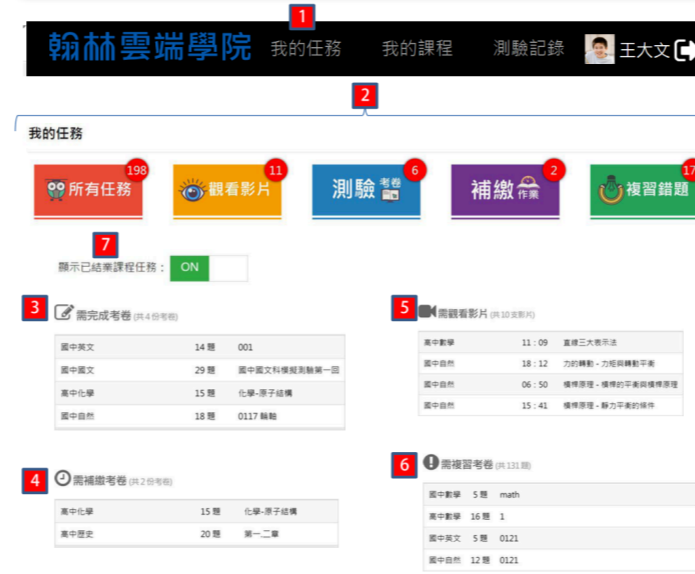 1
翰林雲端學院 我的任務 我的課程 測驗記錄 王大文
2
我的任務
198 11 6 2 17
所有任務 觀看影片 測驗 考卷 補繳 作業 複習錯題
7
顯示已結業課程任務： ON
3 需完成考卷 (共4份考卷)
國中英文 14 題 001
國中國文 29 題 國中國文科模擬測驗第一回
高中化學 15 題 化學-原子結構
國中自然 18 題 0117 輪軸
5 需觀看影片 (共10支影片)
高中數學 11 : 09 直線三大表示法
國中自然 18 : 12 力的轉動 - 力矩與轉動平衡
國中自然 06 : 50 槓桿原理 - 槓桿的平衡與槓桿原理
國中自然 15 : 41 槓桿原理 - 靜力平衡的條件
4 需補繳考卷 (共2份考卷)
高中化學 15 題 化學-原子結構
高中歷史 20 題 第一.二章
6 需複習考卷 (共131題)
國中數學 5 題 math
高中數學 16 題 1
國中英文 5 題 0121
國中自然 12 題 0121